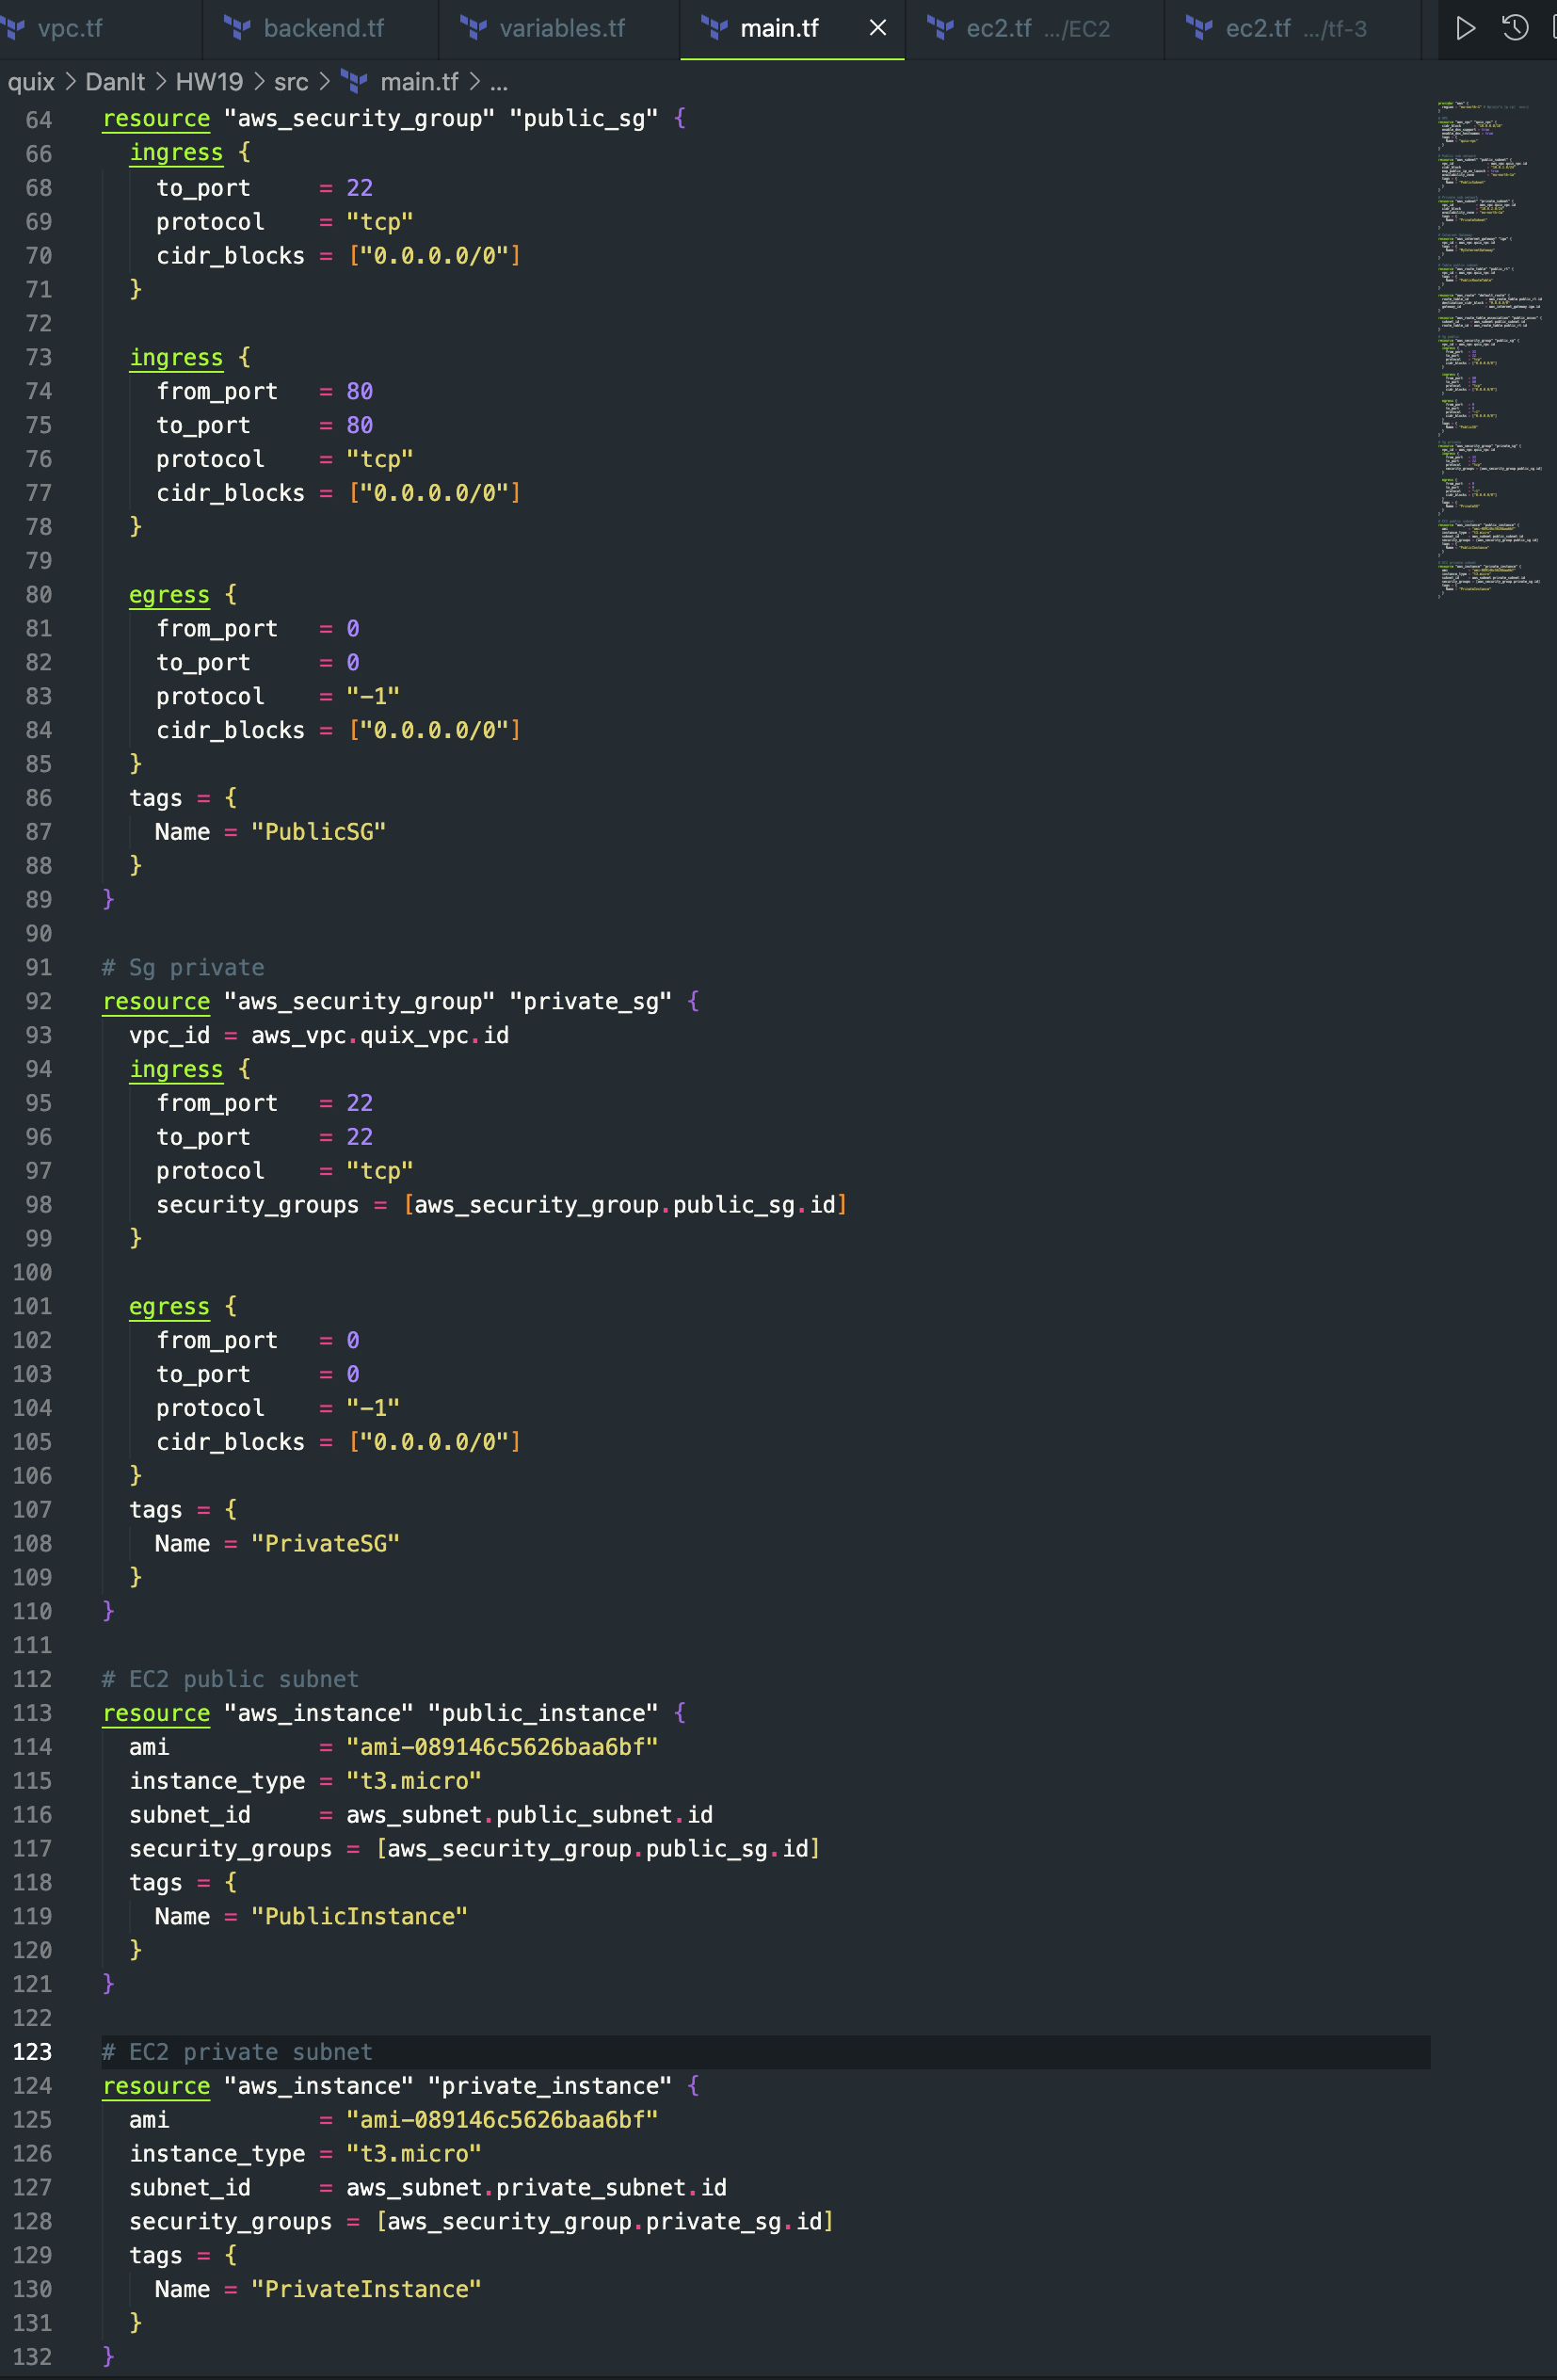 vpc.tf backend.tf variables.tf main.tf ec2.tf .../EC2 ec2.tf .../tf-3
quix > DanIt > HW19 > src > main.tf > ...
64 resource "aws_security_group" "public_sg" {
66 ingress {
68 to_port = 22
69 protocol = "tcp"
70 cidr_blocks = ["0.0.0.0/0"]
71 }
72
73 ingress {
74 from_port = 80
75 to_port = 80
76 protocol = "tcp"
77 cidr_blocks = ["0.0.0.0/0"]
78 }
79
80 egress {
81 from_port = 0
82 to_port = 0
83 protocol = "-1"
84 cidr_blocks = ["0.0.0.0/0"]
85 }
86 tags = {
87 Name = "PublicSG"
88 }
89 }
90
91 # Sg private
92 resource "aws_security_group" "private_sg" {
93 vpc_id = aws_vpc.quix_vpc.id
94 ingress {
95 from_port = 22
96 to_port = 22
97 protocol = "tcp"
98 security_groups = [aws_security_group.public_sg.id]
99 }
100
101 egress {
102 from_port = 0
103 to_port = 0
104 protocol = "-1"
105 cidr_blocks = ["0.0.0.0/0"]
106 }
107 tags = {
108 Name = "PrivateSG"
109 }
110 }
111
112 # EC2 public subnet
113 resource "aws_instance" "public_instance" {
114 ami = "ami-089146c5626baa6bf"
115 instance_type = "t3.micro"
116 subnet_id = aws_subnet.public_subnet.id
117 security_groups = [aws_security_group.public_sg.id]
118 tags = {
119 Name = "PublicInstance"
120 }
121 }
122
123 # EC2 private subnet
124 resource "aws_instance" "private_instance" {
125 ami = "ami-089146c5626baa6bf"
126 instance_type = "t3.micro"
127 subnet_id = aws_subnet.private_subnet.id
128 security_groups = [aws_security_group.private_sg.id]
129 tags = {
130 Name = "PrivateInstance"
131 }
132 }